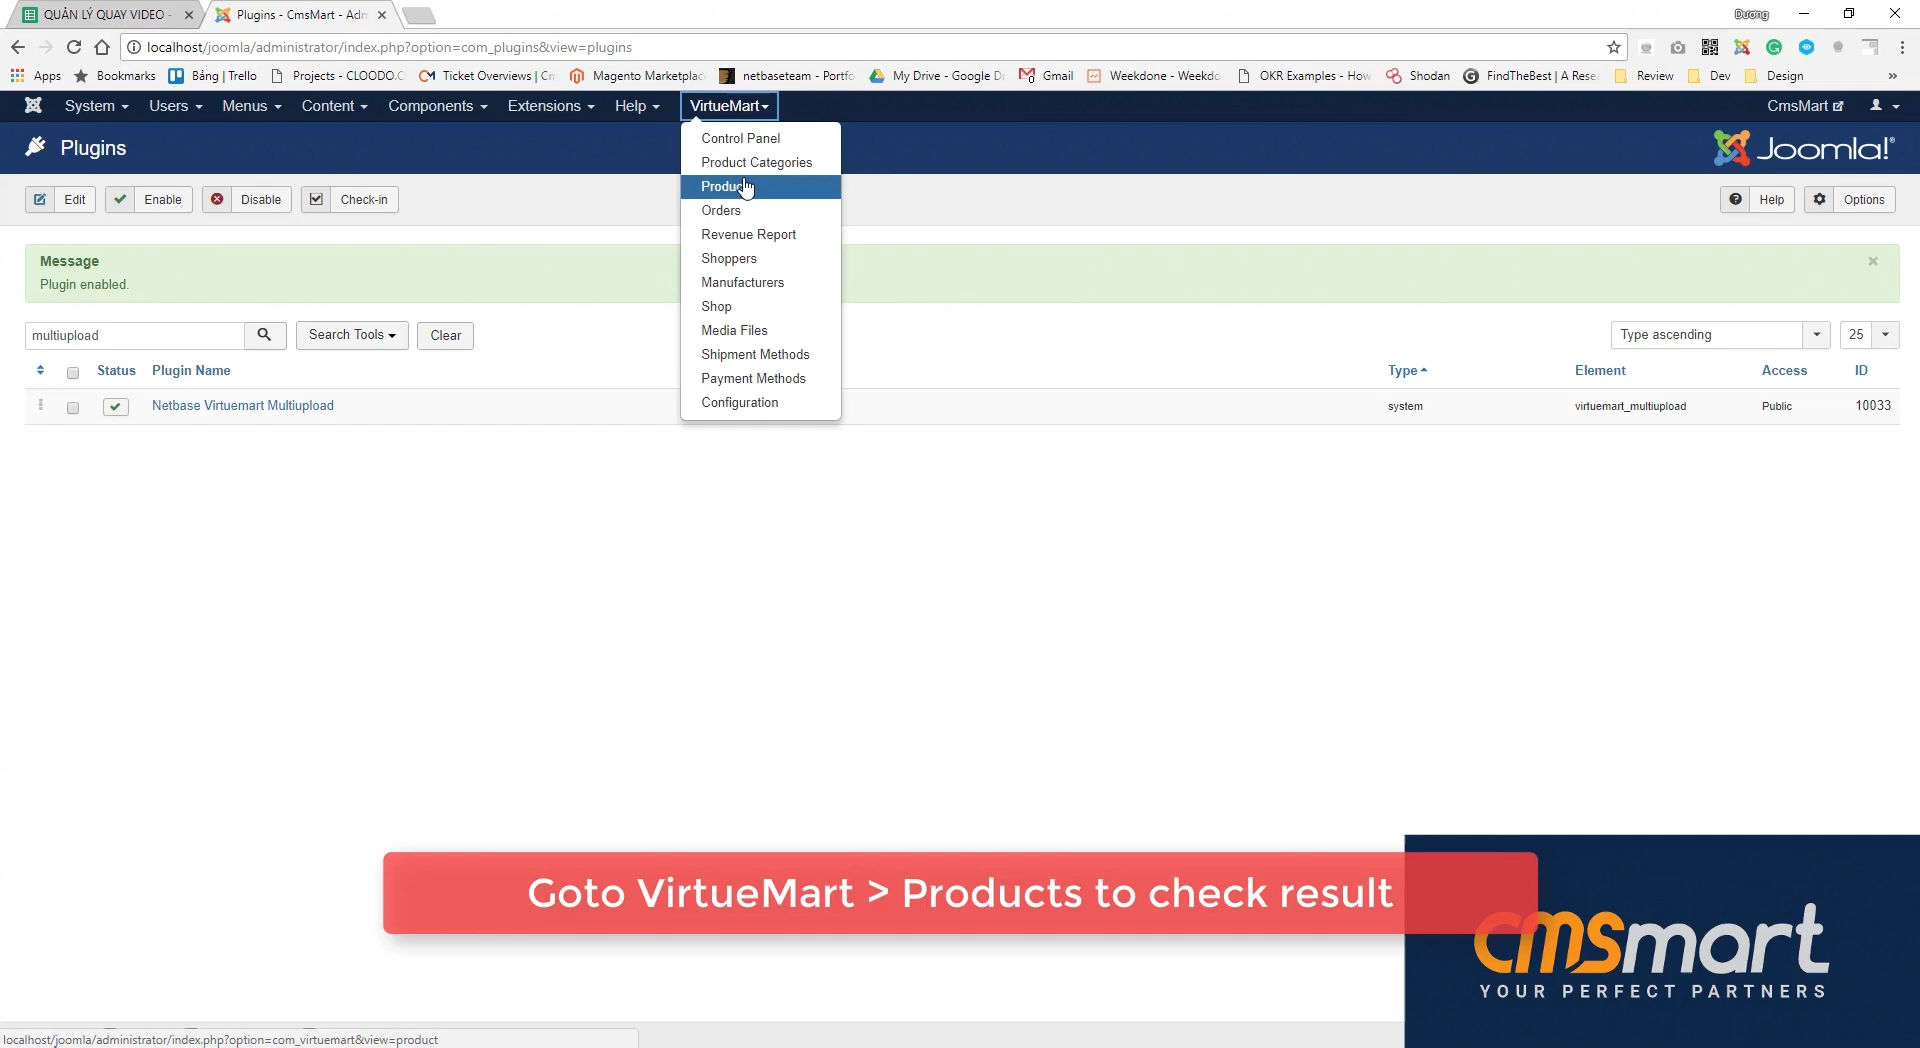 QUẢN LÝ QUAY VIDEO -
Plugins - CmsMart - Adm
Dương
localhost/joomla/administrator/index.php?option=com_plugins&view=plugins
Apps
Bookmarks
Bảng | Trello
Projects - CLOODO.C
Ticket Overviews | Cm
Magento Marketplac
netbaseteam - Portfo
My Drive - Google D
Gmail
Weekdone - Weekdo
OKR Examples - How
Shodan
FindTheBest | A Rese
Review
Dev
Design
»
System
Users
Menus
Content
Components
Extensions
Help
VirtueMart
CmsMart
Plugins
Joomla!®
Control Panel
Product Categories
Produc
Orders
Revenue Report
Shoppers
Manufacturers
Shop
Media Files
Shipment Methods
Payment Methods
Configuration
Edit
Enable
Disable
Check-in
Help
Options
Message
Plugin enabled.
multiupload
Search Tools
Clear
Type ascending
25
Status
Plugin Name
Type
Element
Access
ID
Netbase Virtuemart Multiupload
system
virtuemart_multiupload
Public
10033
Goto VirtueMart > Products to check result
cmsmart
YOUR PERFECT PARTNERS
localhost/joomla/administrator/index.php?option=com_virtuemart&view=product